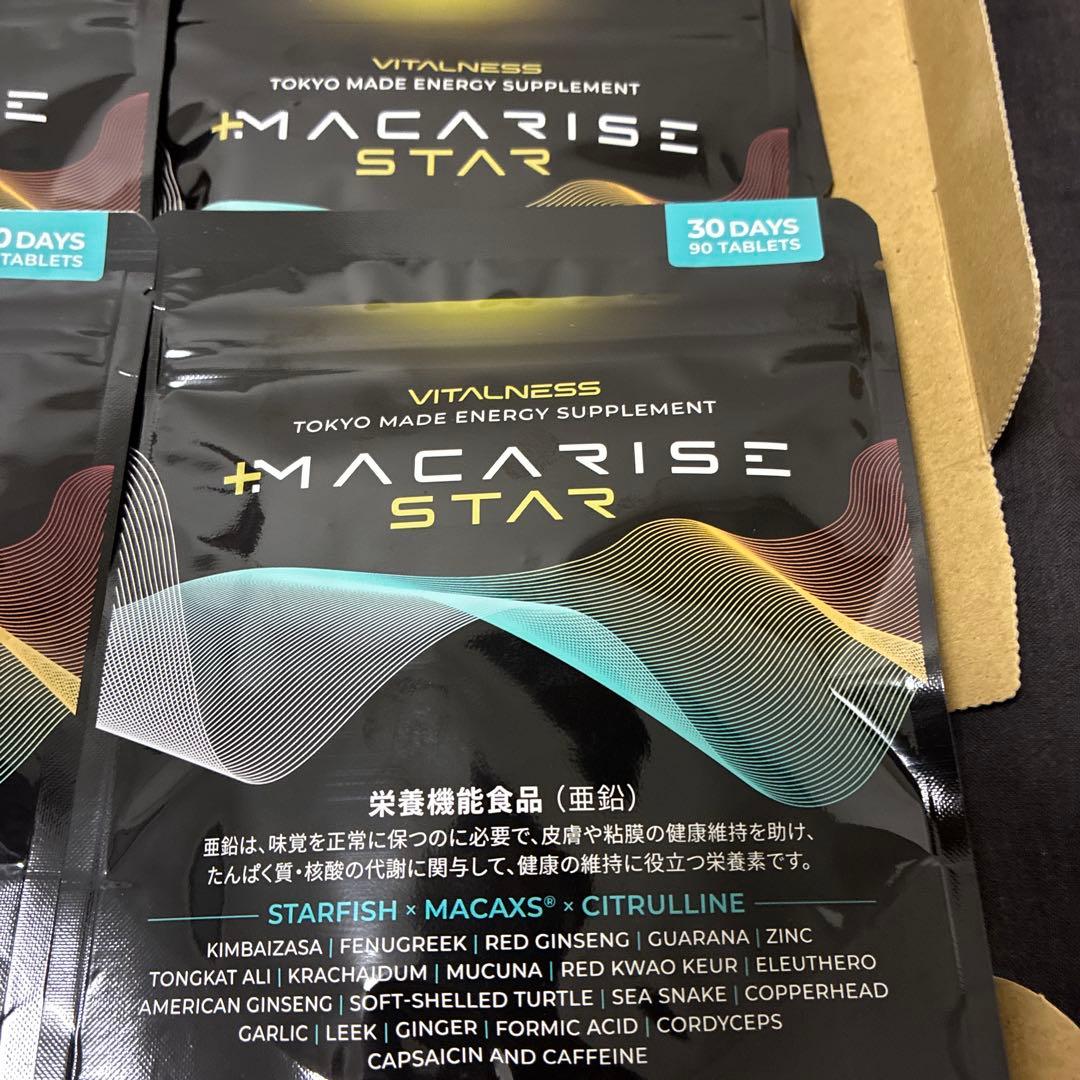 VITALNESS
TOKYO MADE ENERGY SUPPLEMENT
+MACARISE
STAR
E
DAYS
TABLETS
30 DAYS
90 TABLETS
VITALNESS
TOKYO MADE ENERGY SUPPLEMENT
+MACARISE
STAR
栄養機能食品（亜鉛）
亜鉛は、味覚を正常に保つのに必要で、皮膚や粘膜の健康維持を助け、
たんぱく質・核酸の代謝に関与して、健康の維持に役立つ栄養素です。
STARFISH × MACAXS® × CITRULLINE
KIMBAIZASA | FENUGREEK | RED GINSENG | GUARANA | ZINC
TONGKAT ALI | KRACHAIDUM | MUCUNA | RED KWAO KEUR | ELEUTHERO
AMERICAN GINSENG | SOFT-SHELLED TURTLE | SEA SNAKE | COPPERHEAD
GARLIC | LEEK | GINGER | FORMIC ACID | CORDYCEPS
CAPSAICIN AND CAFFEINE